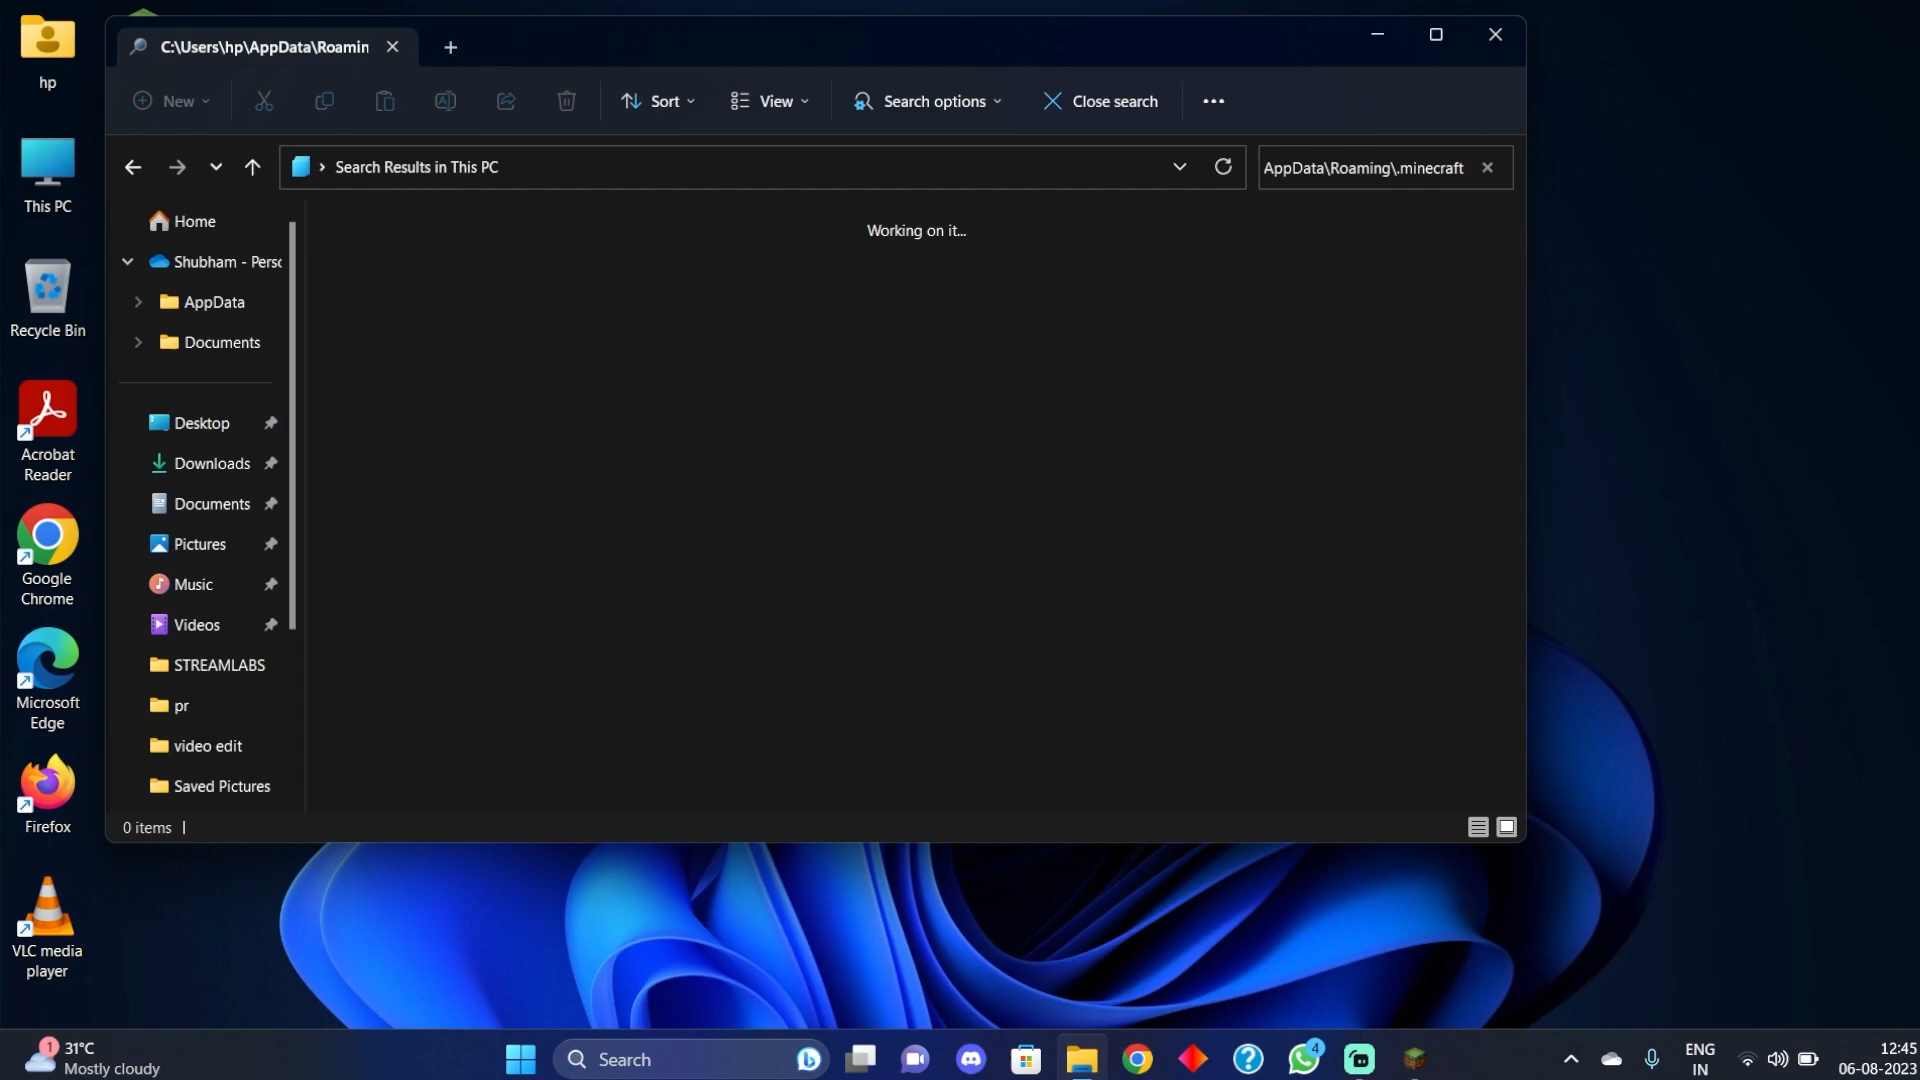 hp
This PC
Recycle Bin
Acrobat
Reader
Google
Chrome
Microsoft
Edge
Firefox
VLC media
player
C:\Users\hp\AppData\Roamin
New
Sort
View
Search options
Close search
Search Results in This PC
AppData\Roaming\.minecraft
Home
Shubham - Perso
AppData
Documents
Desktop
Downloads
Documents
Pictures
Music
Videos
STREAMLABS
pr
video edit
Saved Pictures
Working on it...
0 items
1
31°C
Mostly cloudy
Search
4
ENG
IN
12:45
06-08-2023